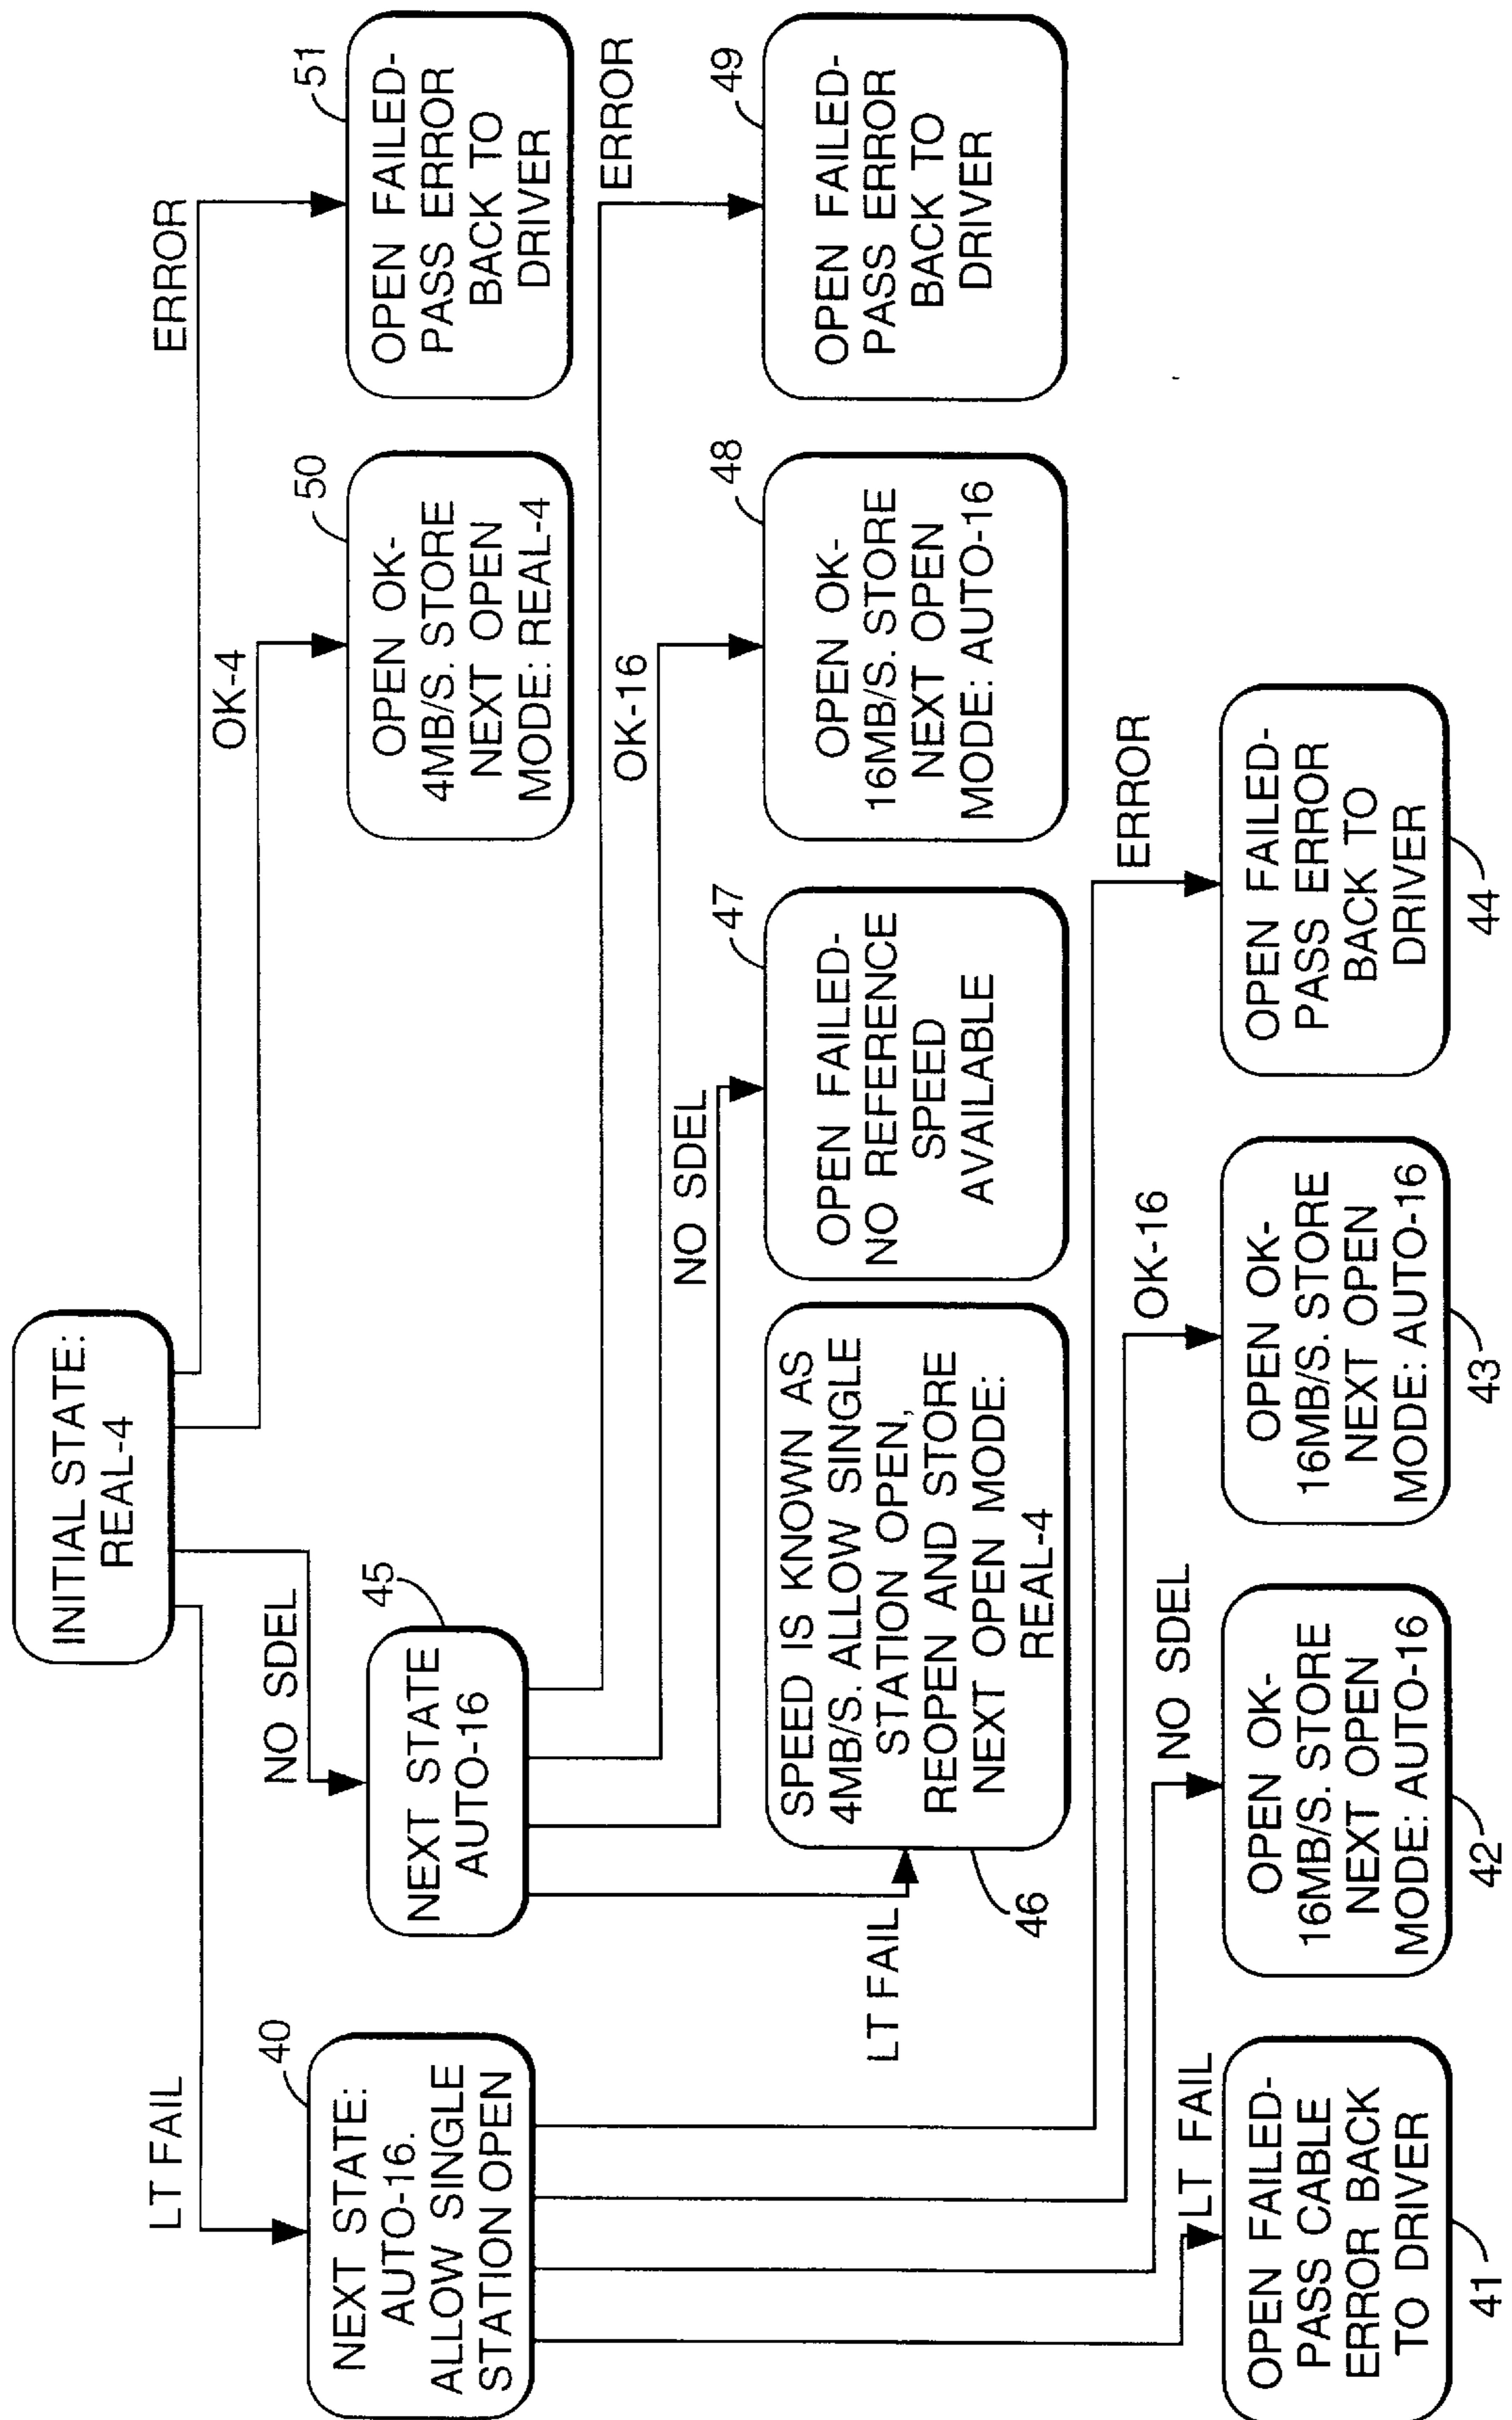 INITIAL STATE:
REAL-4
LT FAIL
NO SDEL
OK-4
ERROR
40
NEXT STATE:
AUTO-16.
ALLOW SINGLE
STATION OPEN
45
NEXT STATE
AUTO-16
50
OPEN OK-
4MB/S. STORE
NEXT OPEN
MODE: REAL-4
51
OPEN FAILED-
PASS ERROR
BACK TO
DRIVER
LT FAIL
NO SDEL
OK-16
ERROR
46
SPEED IS KNOWN AS
4MB/S. ALLOW SINGLE
STATION OPEN,
REOPEN AND STORE
NEXT OPEN MODE:
REAL-4
47
OPEN FAILED-
NO REFERENCE
SPEED
AVAILABLE
48
OPEN OK-
16MB/S. STORE
NEXT OPEN
MODE: AUTO-16
49
OPEN FAILED-
PASS ERROR
BACK TO
DRIVER
LT FAIL
NO SDEL
OK-16
ERROR
OPEN FAILED-
PASS CABLE
ERROR BACK
TO DRIVER
41
OPEN OK-
16MB/S. STORE
NEXT OPEN
MODE: AUTO-16
42
OPEN OK-
16MB/S. STORE
NEXT OPEN
MODE: AUTO-16
43
OPEN FAILED-
PASS ERROR
BACK TO
DRIVER
44